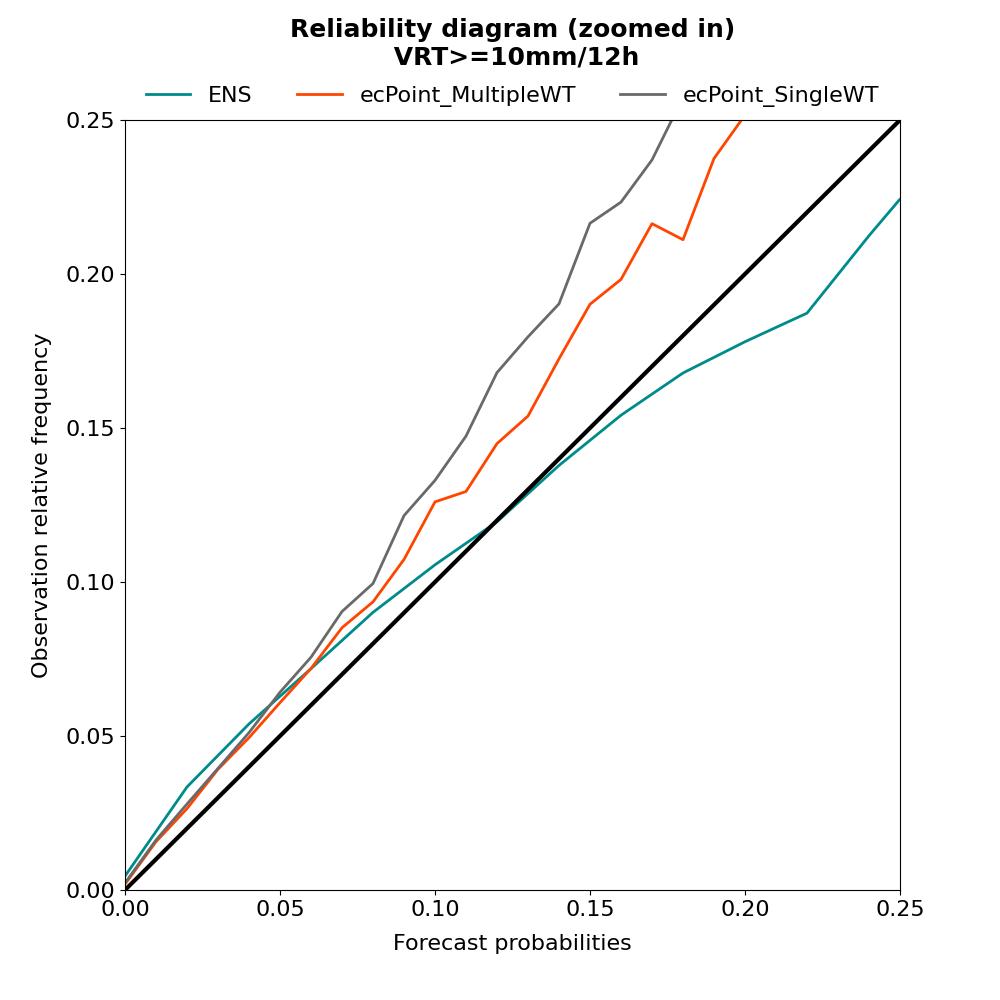 Reliability diagram (zoomed in)
VRT>=10mm/12h
ENS ecPoint_MultipleWT ecPoint_SingleWT
0.25
0.20
0.15
0.10
0.05
0.00
Observation relative frequency
0.00 0.05 0.10 0.15 0.20 0.25
Forecast probabilities